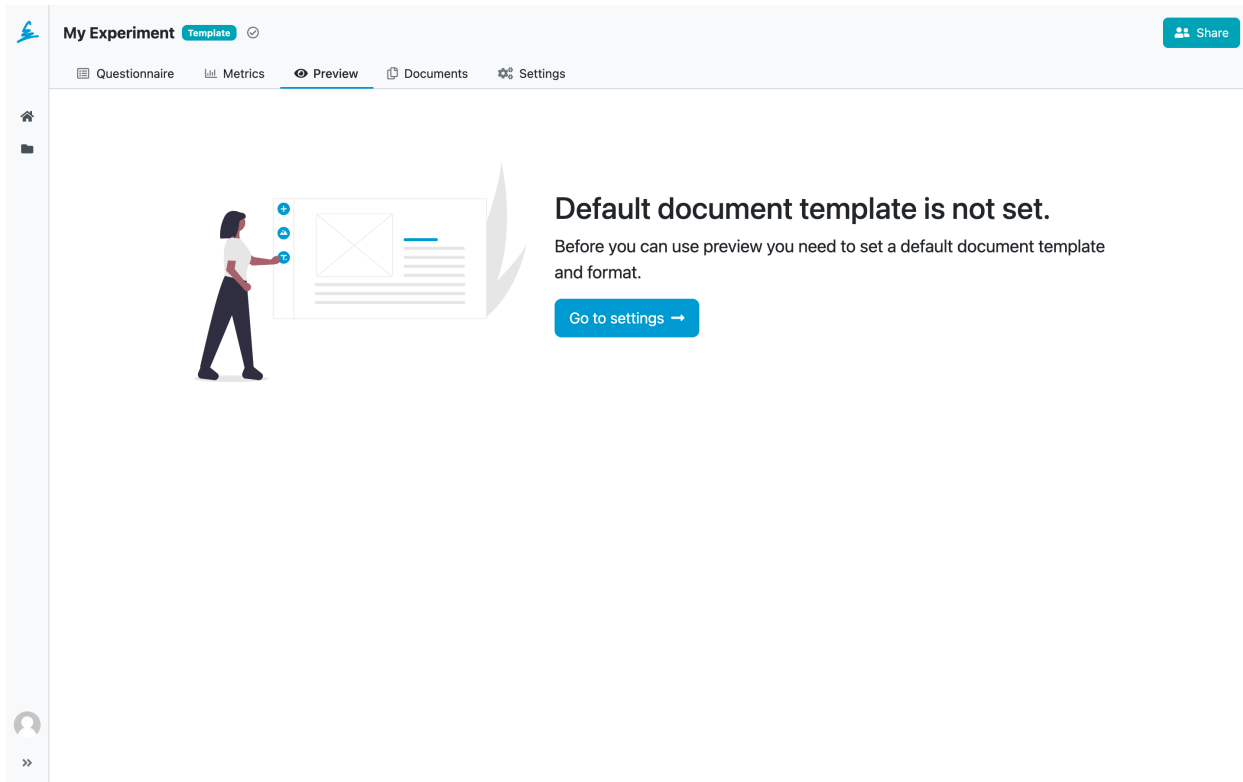 My Experiment Template
Share
Questionnaire Metrics Preview Documents Settings
Default document template is not set.
Before you can use preview you need to set a default document template
and format.
Go to settings →